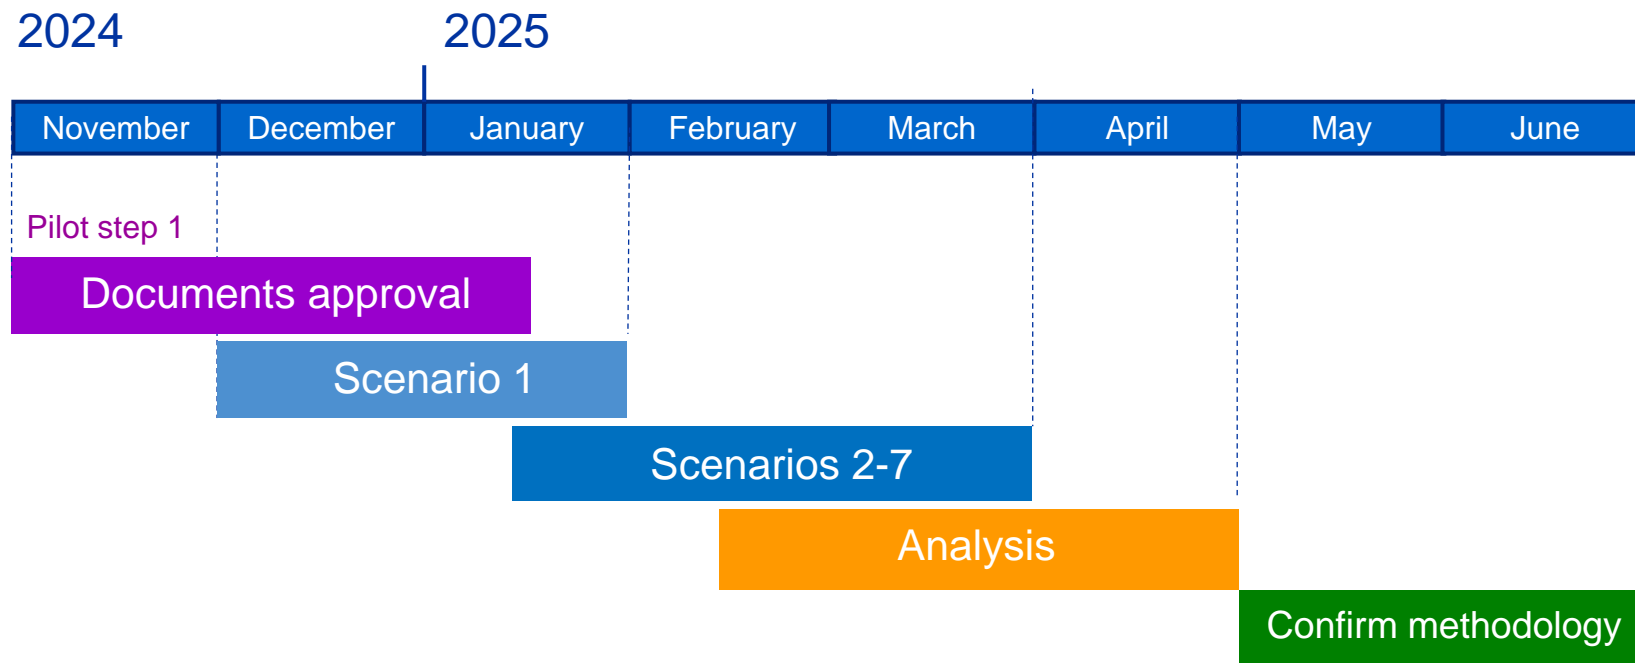 2024 2025
November December January February March April May June
Pilot step 1
Documents approval
Scenario 1
Scenarios 2-7
Analysis
Confirm methodology